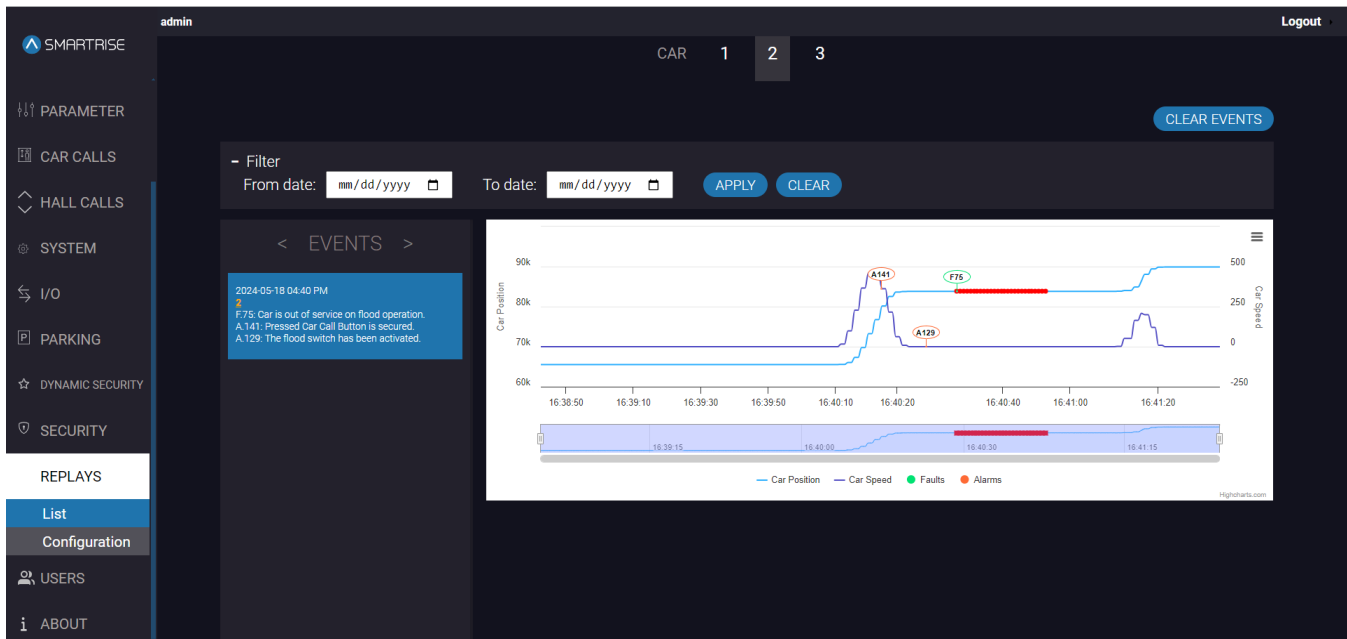 admin
Logout
SMARTRISE
CAR 1 2 3
PARAMETER
CAR CALLS
HALL CALLS
SYSTEM
I/O
PARKING
DYNAMIC SECURITY
SECURITY
REPLAYS
List
Configuration
USERS
ABOUT
CLEAR EVENTS
– Filter
From date: mm/dd/yyyy To date: mm/dd/yyyy APPLY CLEAR
< EVENTS >
2024-05-18 04:40 PM
2
F.75: Car is out of service on flood operation.
A.141: Pressed Car Call Button is secured.
A.129: The flood switch has been activated.
Car Position
90k
80k
70k
60k
A141
F75
A129
500
250
0
-250
Car Speed
16:38:50 16:39:10 16:39:30 16:39:50 16:40:10 16:40:20 16:40:40 16:41:00 16:41:20
16:39:15 16:40:00 16:40:30 16:41:15
Car Position Car Speed Faults Alarms
Highcharts.com